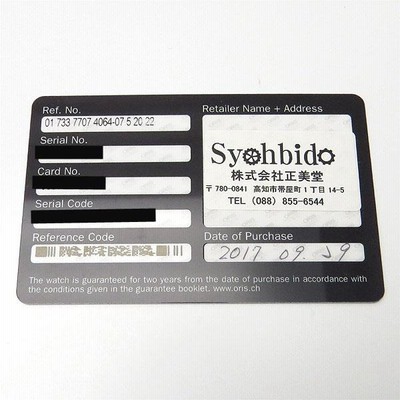 Ref. No.
01 733 7707 4064-07 5 20 22
Serial No.
Card No.
Serial Code
Reference Code
Retailer Name + Address
Syohbido
株式会社正美堂
〒780-0841 高知市帯屋町1丁目14-5
TEL (088) 855-6544
Date of Purchase
2017 09. 29
The watch is guaranteed for two years from the date of purchase in accordance with
the conditions given in the guarantee booklet. www.oris.ch